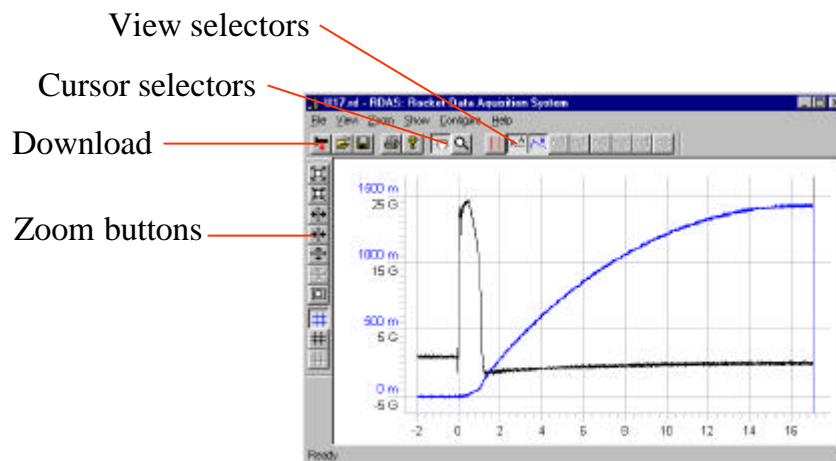 View selectors
Cursor selectors
Download
Zoom buttons
RDAS: Rocket Data Aquisition System
File View Zoom Show Configure Help
1500 m
25 G
1000 m
15 G
500 m
5 G
0 m
-5 G
-2 0 2 4 6 8 10 12 14 16
Ready